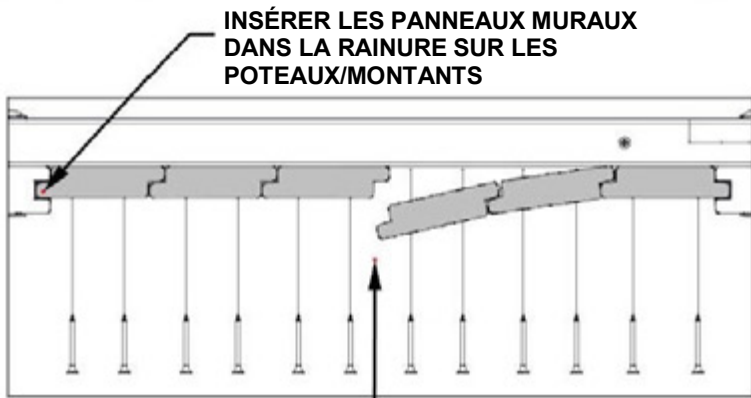 INSÉRER LES PANNEAUX MURAUX
DANS LA RAINURE SUR LES
POTEAUX/MONTANTS